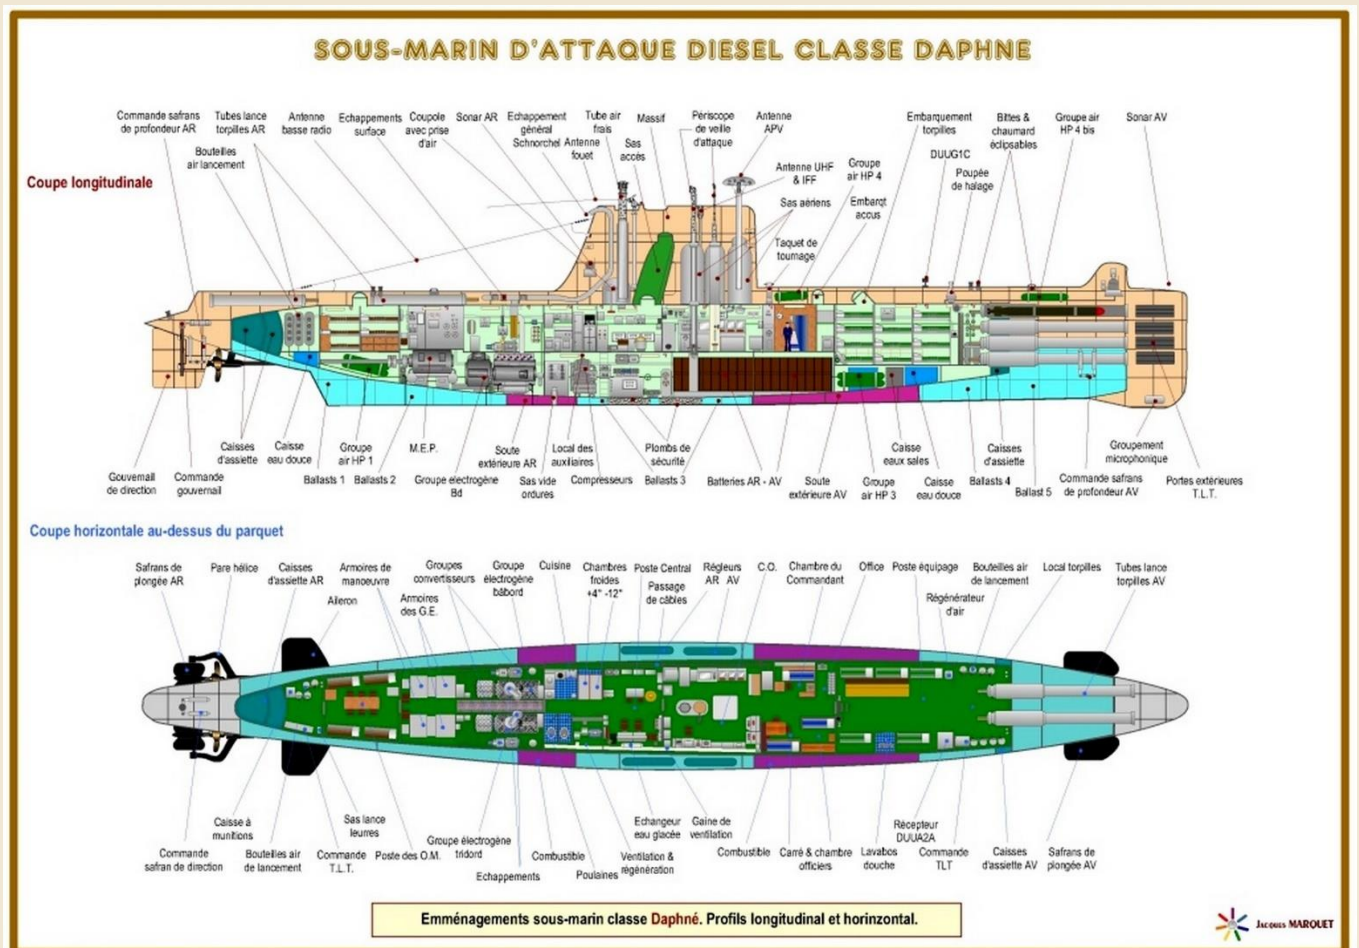 SOUS-MARIN D'ATTAQUE DIESEL CLASSE DAPHNE
Coupe longitudinale
Commande safrans
de profondeur AR
Tubes lance
torpilles AR
Bouteilles
air lancement
Antenne
basse radio
Echappements
surface
Coupole
avec prise
d'air
Sonar AR
Echappement
général
Schnorchel
Antenne
fouet
Tube air
frais
Sas
accès
Massif
Périscope
de veille
d'attaque
Antenne
APV
Antenne UHF
& IFF
Sas aériens
Taquet de
tournage
Groupe
air HP 4
Embarqt
accus
Embarquement
torpilles
DUUG1C
Poupée
de halage
Bittes &
chaumard
éclipsables
Groupe air
HP 4 bis
Sonar AV
Gouvernail
de direction
Commande
gouvernail
Caisses
d'assiette
Caisse
eau douce
Ballasts 1
Groupe
air HP 1
Ballasts 2
M.E.P.
Groupe electrogène
Bd
Soute
extérieure AR
Sas vide
ordures
Local des
auxiliaires
Compresseurs
Plombs de
sécurité
Ballasts 3
Batteries AR - AV
Soute
extérieure AV
Groupe
air HP 3
Caisse
eaux sales
Caisse
eau douce
Ballasts 4
Caisses
d'assiette
Ballast 5
Commande safrans
de profondeur AV
Groupement
microphonique
Portes extérieures
T.L.T.
Coupe horizontale au-dessus du parquet
Safrans de
plongée AR
Pare hélice
Caisses
d'assiette AR
Aileron
Armoires de
manoeuvre
Armoires
des G.E.
Groupes
convertisseurs
Groupe
électrogène
bâbord
Cuisine
Chambres
froides
+4° -12°
Poste Central
Passage
de câbles
Régleurs
AR AV
C.O.
Chambre du
Commandant
Office
Poste équipage
Régénérateur
d'air
Bouteilles air
de lancement
Local torpilles
Tubes lance
torpilles AV
Commande
safran de direction
Caisse à
munitions
Bouteilles air
de lancement
Sas lance
leurres
Commande
T.L.T.
Poste des O.M.
Groupe électrogène
tribord
Echappements
Combustible
Poulaines
Ventilation &
régénération
Echangeur
eau glacée
Gaine de
ventilation
Combustible
Carré & chambre
officiers
Lavabos
douche
Récepteur
DUUA2A
Commande
TLT
Caisses
d'assiette AV
Safrans de
plongée AV
Emménagements sous-marin classe Daphné. Profils longitudinal et horinzontal.
JACQUES MARQUET